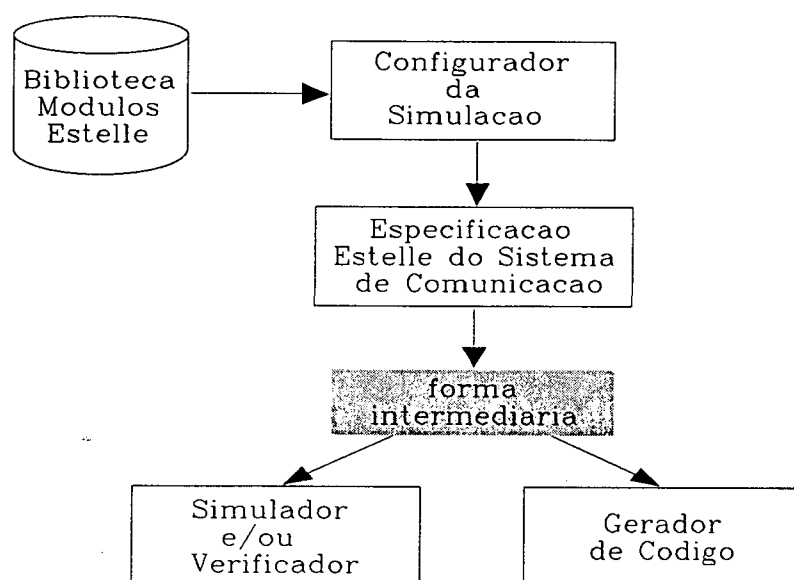 Biblioteca
Modulos
Estelle
Configurador
da
Simulacao
Especificacao
Estelle do Sistema
de Comunicacao
forma
intermediaria
Simulador
e/ou
Verificador
Gerador
de Codigo